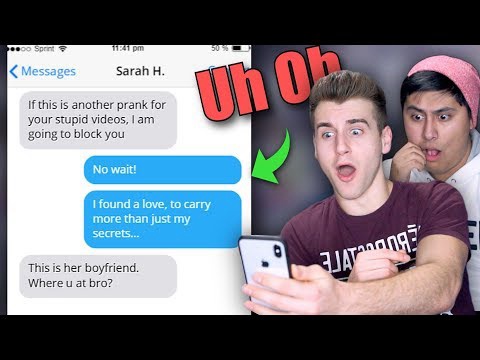 Sprint 11:41 pm 50 %
Messages Sarah H.
Uh Oh
If this is another prank for
your stupid videos, I am
going to block you
No wait!
I found a love, to carry
more than just my
secrets...
This is her boyfriend.
Where u at bro?